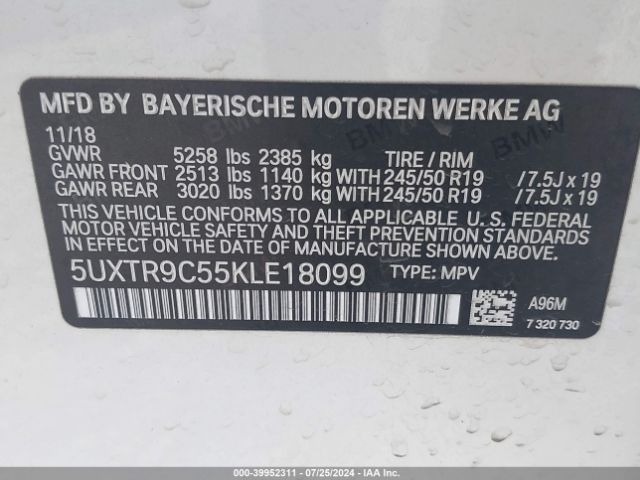 MFD BY BAYERISCHE MOTOREN WERKE AG
11/18
GVWR 5258 lbs 2385 kg TIRE / RIM
GAWR FRONT 2513 lbs 1140 kg WITH 245/50 R19 / 7.5J x 19
GAWR REAR 3020 lbs 1370 kg WITH 245/50 R19 / 7.5J x 19
THIS VEHICLE CONFORMS TO ALL APPLICABLE U. S. FEDERAL
MOTOR VEHICLE SAFETY AND THEFT PREVENTION STANDARDS
IN EFFECT ON THE DATE OF MANUFACTURE SHOWN ABOVE.
5UXTR9C55KLE18099 TYPE: MPV
A96M
7 320 730
000-39952311 - 07/25/2024 - IAA Inc.